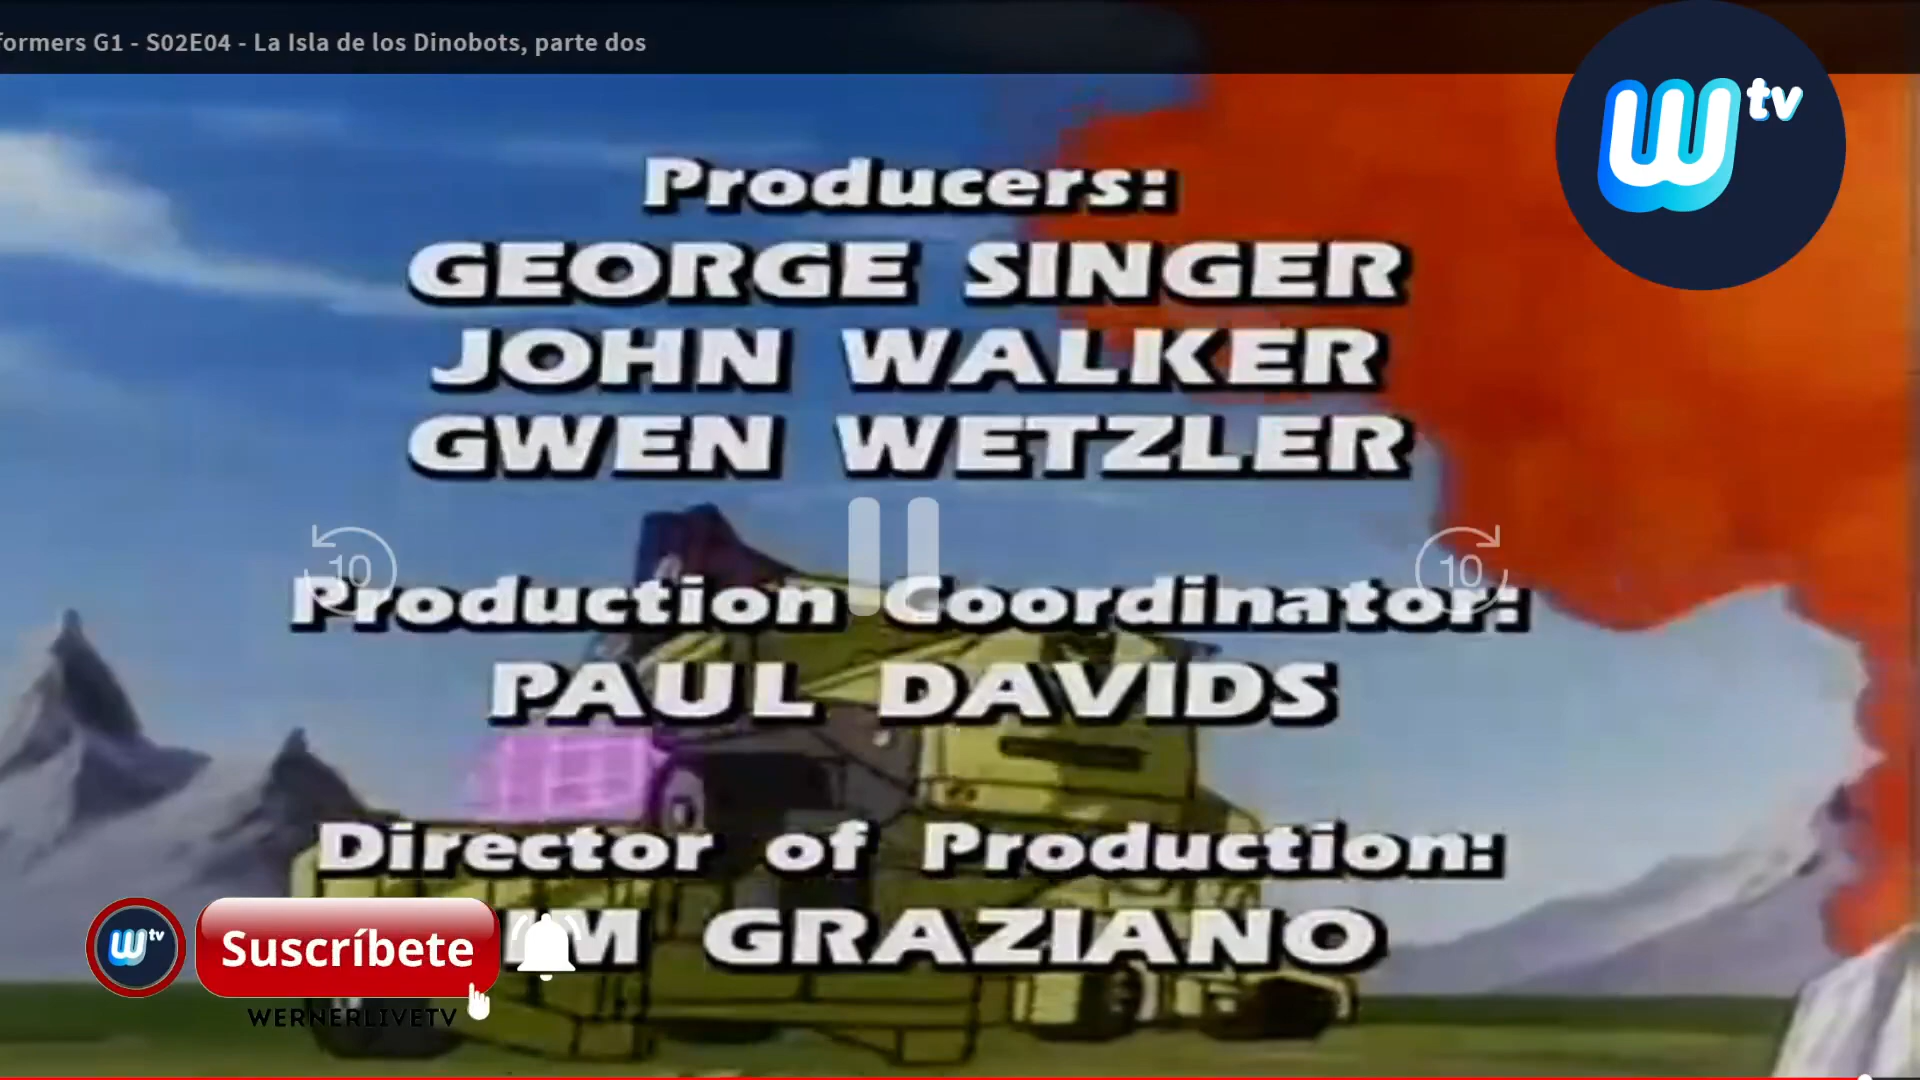 formers G1 - S02E04 - La Isla de los Dinobots, parte dos
W tv
Producers:
GEORGE SINGER
JOHN WALKER
GWEN WETZLER
10
10
Production Coordinator:
PAUL DAVIDS
Director of Production:
GRAZIANO
W tv
Suscríbete
WERNERLIVETV